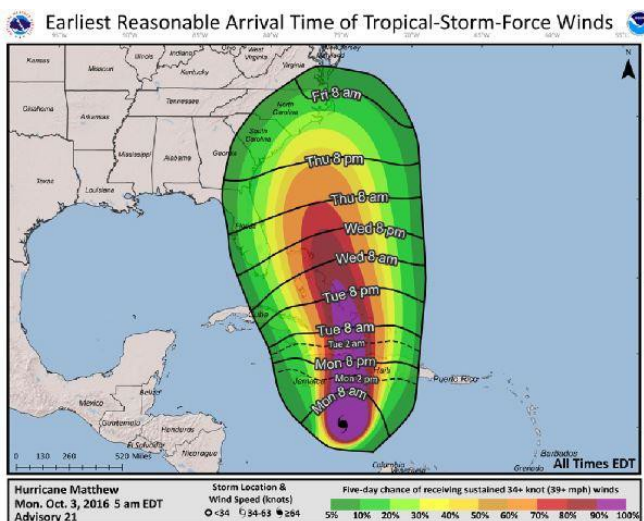 Earliest Reasonable Arrival Time of Tropical-Storm-Force Winds
N
Kansas
Missouri
Illinois
Indiana
West Virginia
Kentucky
Virginia
Oklahoma
Arkansas
Tennessee
North Carolina
Mississippi
Alabama
Georgia
South Carolina
Texas
Louisiana
Florida
Fri 8 am
Thu 8 pm
Thu 8 am
Wed 8 pm
Wed 8 am
Tue 8 pm
Tue 8 am
Tue 2 am
Mon 8 pm
Mon 2 pm
Mon 8 am
Cuba
Jamaica
Haiti
Puerto Rico
Mexico
Belize
Guatemala
Honduras
El Salvador
Nicaragua
Barbados
Grenada
Colombia
Venezuela
0 130 260 520 Miles
All Times EDT
Hurricane Matthew
Mon. Oct. 3, 2016 5 am EDT
Advisory 21
Storm Location &
Wind Speed (knots)
<34 34-63 ≥64
Five-day chance of receiving sustained 34+ knot (39+ mph) winds
5% 10% 20% 30% 40% 50% 60% 70% 80% 90% 100%